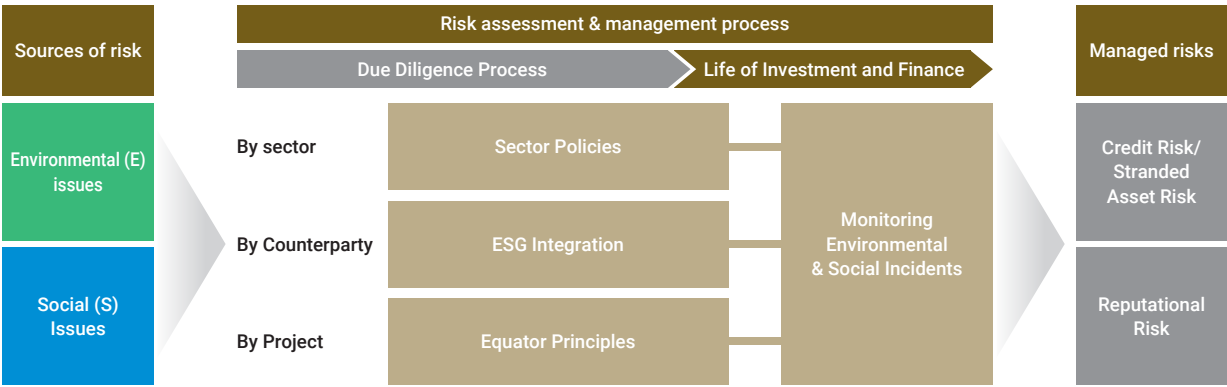 Sources of risk
Risk assessment & management process
Due Diligence Process
Life of Investment and Finance
Managed risks
Environmental (E)
issues
Social (S)
Issues
By sector
Sector Policies
By Counterparty
ESG Integration
By Project
Equator Principles
Monitoring
Environmental
& Social Incidents
Credit Risk/
Stranded
Asset Risk
Reputational
Risk